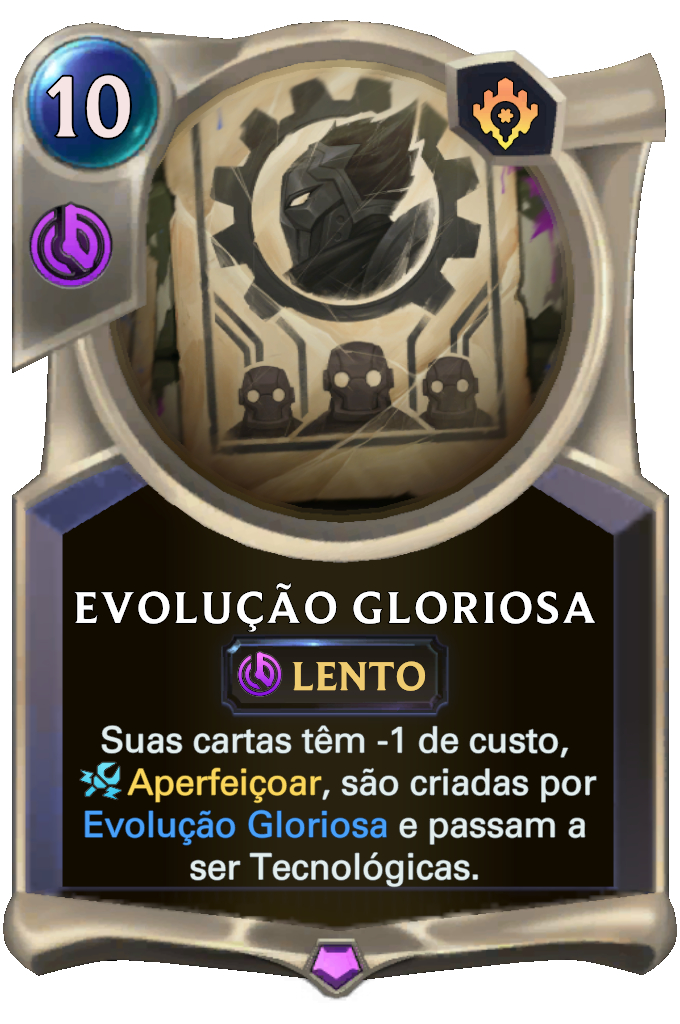 10
EVOLUÇÃO GLORIOSA
LENTO
Suas cartas têm -1 de custo,
Aperfeiçoar, são criadas por
Evolução Gloriosa e passam a
ser Tecnológicas.